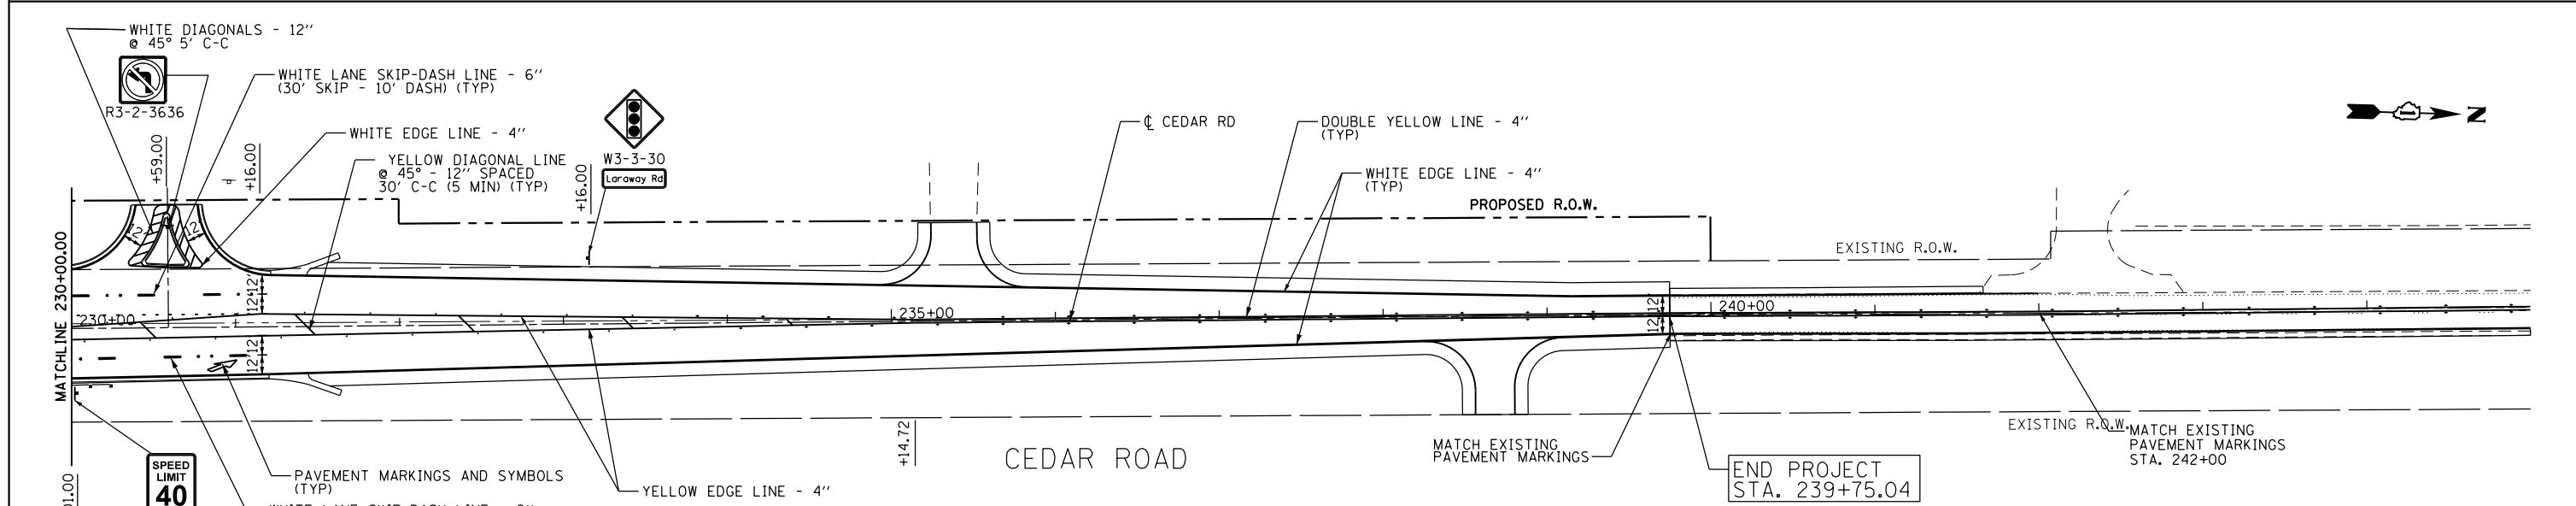 WHITE DIAGONALS - 12''
@ 45° 5' C-C
R3-2-3636
WHITE LANE SKIP-DASH LINE - 6''
(30' SKIP - 10' DASH) (TYP)
WHITE EDGE LINE - 4''
YELLOW DIAGONAL LINE
@ 45° - 12'' SPACED
30' C-C (5 MIN) (TYP)
+59.00
+16.00
W3-3-30
Laraway Rd
+16.00
℄ CEDAR RD
DOUBLE YELLOW LINE - 4''
(TYP)
WHITE EDGE LINE - 4''
(TYP)
PROPOSED R.O.W.
EXISTING R.O.W.
N
MATCHLINE 230+00.00
12'
12'
12'
12'
230+00
235+00
240+00
12'
12'
12'
12'
+14.72
CEDAR ROAD
MATCH EXISTING
PAVEMENT MARKINGS
END PROJECT
STA. 239+75.04
EXISTING R.O.W.
MATCH EXISTING
PAVEMENT MARKINGS
STA. 242+00
SPEED
LIMIT
40
PAVEMENT MARKINGS AND SYMBOLS
(TYP)
YELLOW EDGE LINE - 4''